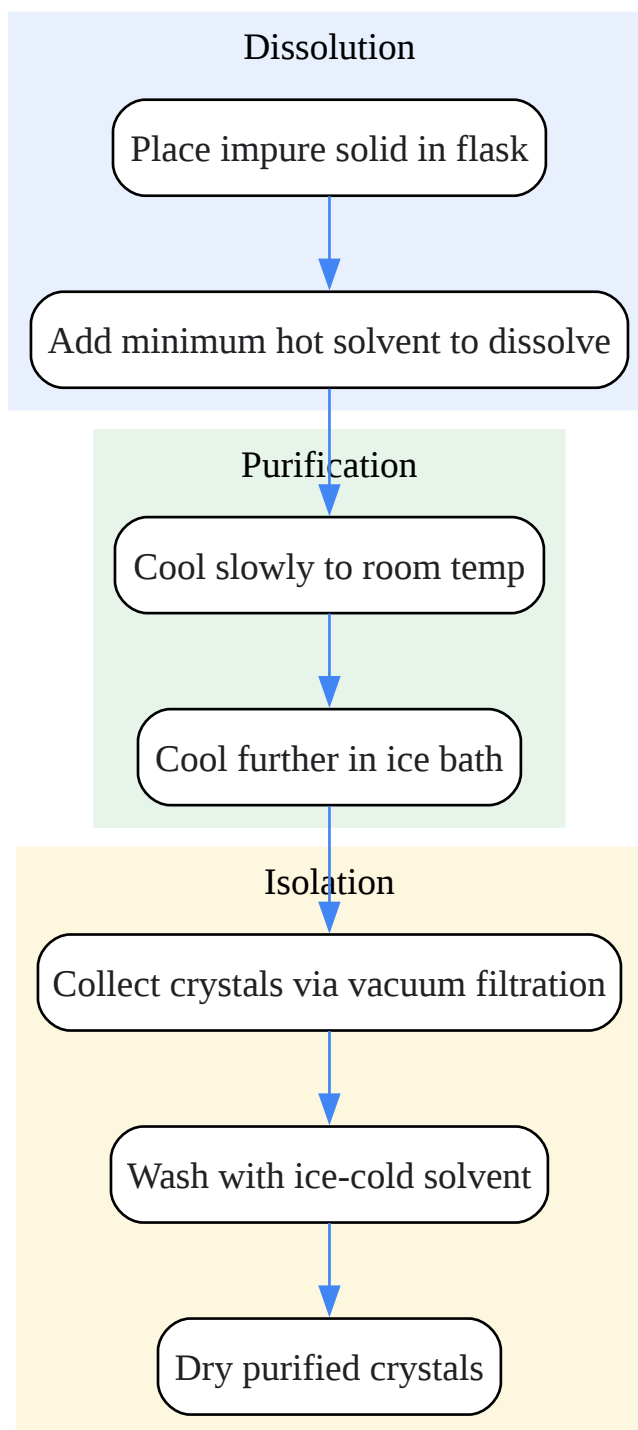 Dissolution
Place impure solid in flask
Add minimum hot solvent to dissolve
Purification
Cool slowly to room temp
Cool further in ice bath
Isolation
Collect crystals via vacuum filtration
Wash with ice-cold solvent
Dry purified crystals